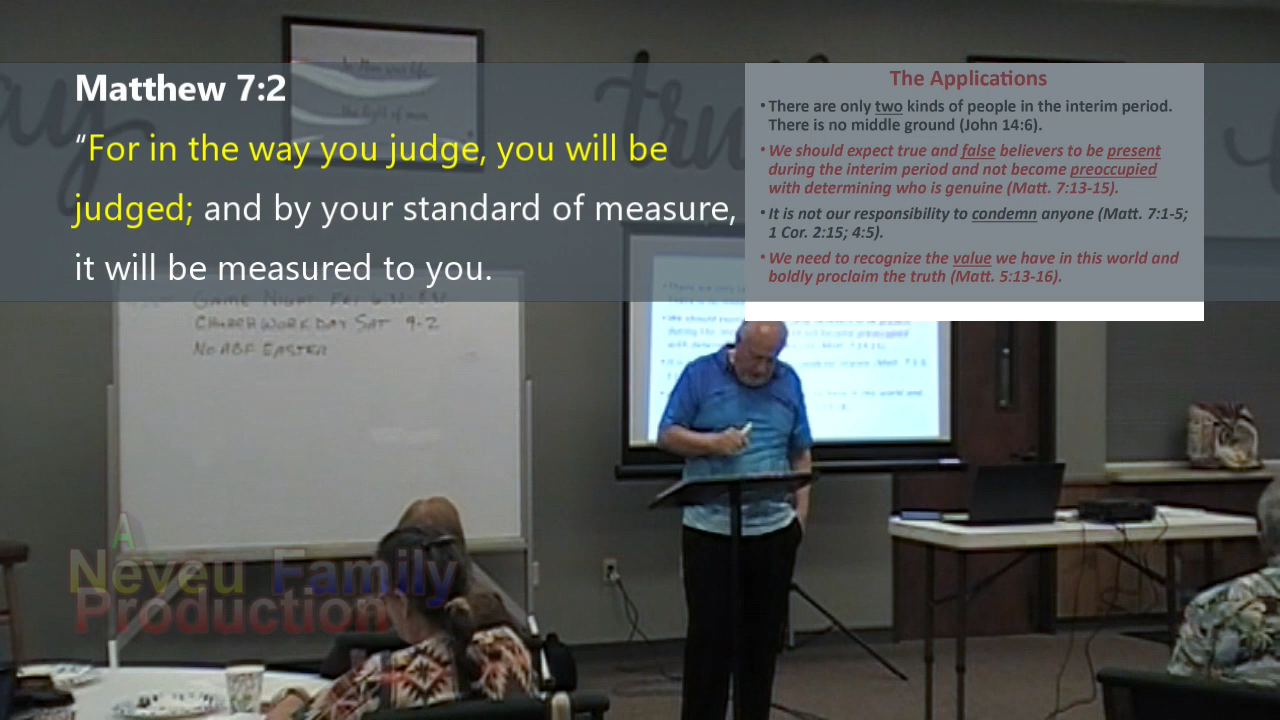 Matthew 7:2
“For in the way you judge, you will be
judged; and by your standard of measure,
it will be measured to you.
The Applications
• There are only two kinds of people in the interim period.
There is no middle ground (John 14:6).
• We should expect true and false believers to be present
during the interim period and not become preoccupied
with determining who is genuine (Matt. 7:13-15).
• It is not our responsibility to condemn anyone (Matt. 7:1-5;
1 Cor. 2:15; 4:5).
• We need to recognize the value we have in this world and
boldly proclaim the truth (Matt. 5:13-16).
the light of men
GAME NIGHT FRI
CHURCH WORK DAY SAT 9-2
NO ABF EASTER
A
Neveu Family
Production